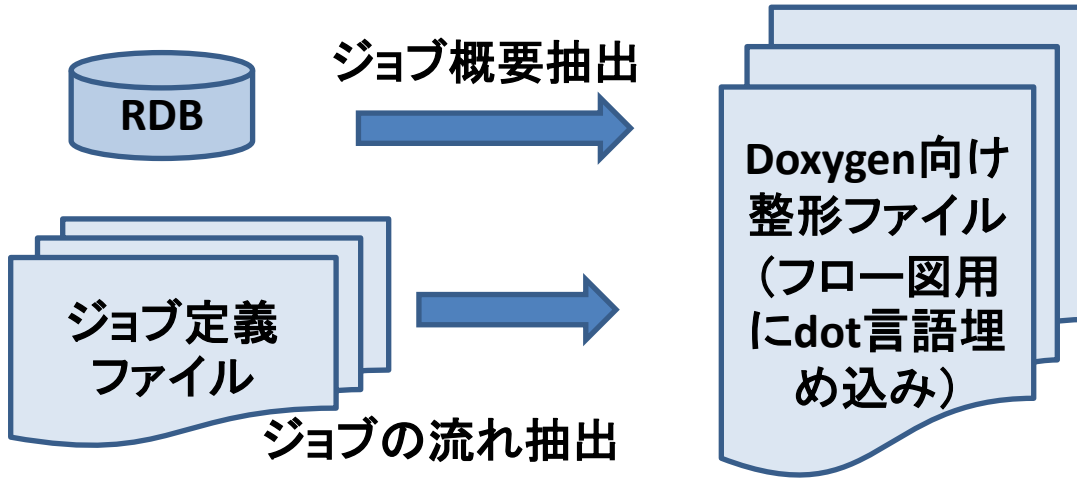 ジョブ概要抽出
RDB
Doxygen向け
整形ファイル
（フロー図用
にdot言語埋
め込み）
ジョブ定義
ファイル
ジョブの流れ抽出